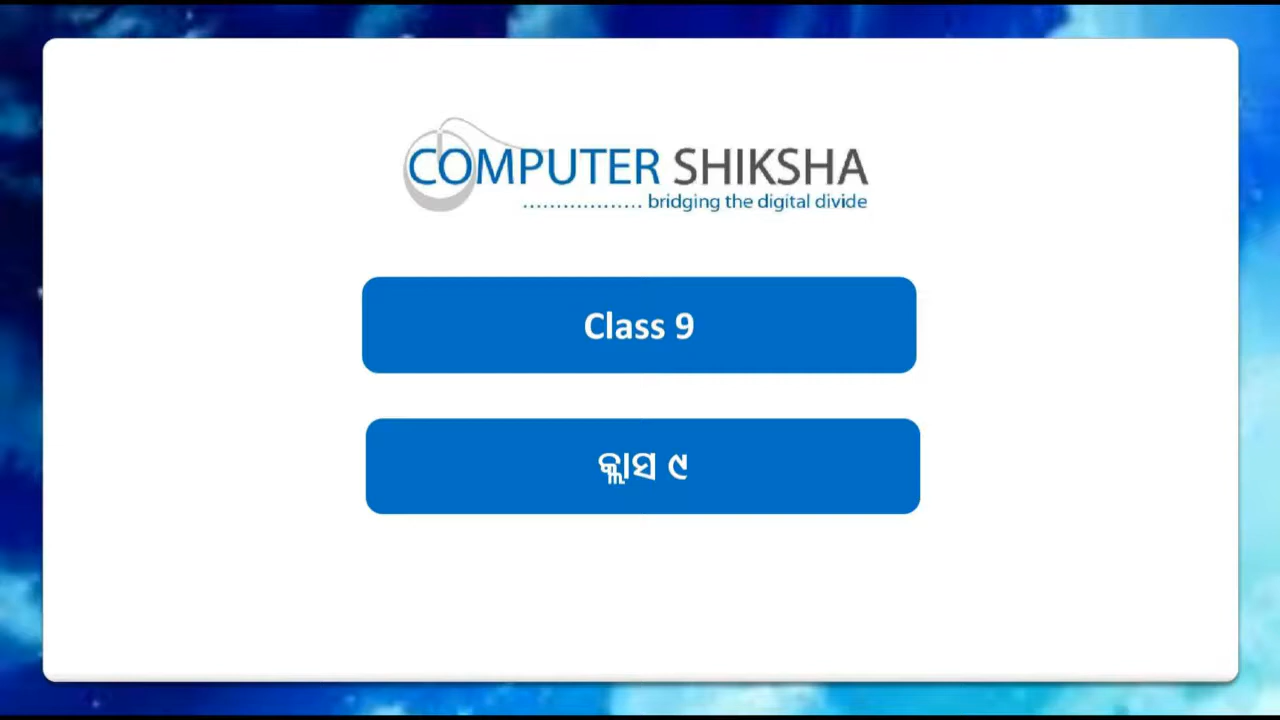 COMPUTER SHIKSHA
.................. bridging the digital divide
Class 9
କ୍ଲାସ ୯